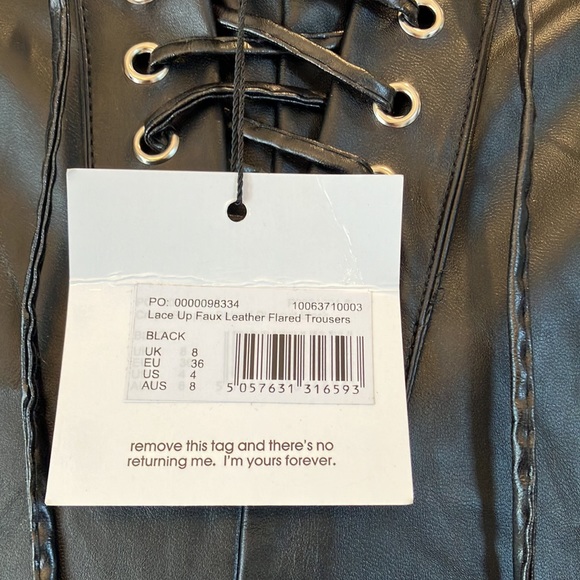 PO: 0000098334 10063710003
Lace Up Faux Leather Flared Trousers
BLACK
UK 8
EU 36
US 4
AUS 8
5 057631 316593
remove this tag and there's no
returning me. I'm yours forever.